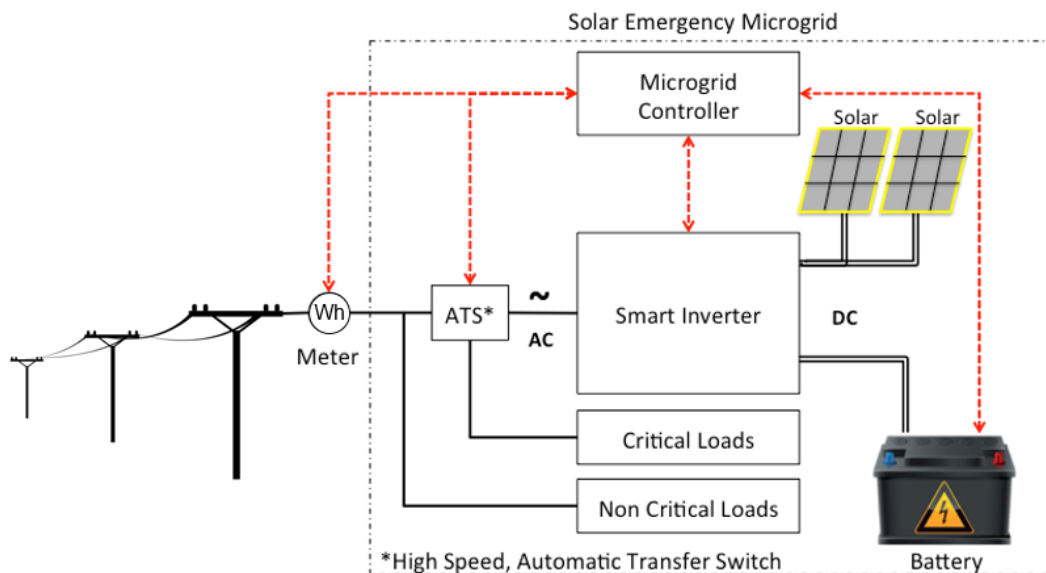 Solar Emergency Microgrid
Microgrid
Controller
Solar
Solar
Wh
Meter
ATS*
~
AC
Smart Inverter
DC
Critical Loads
Non Critical Loads
*High Speed, Automatic Transfer Switch
Battery